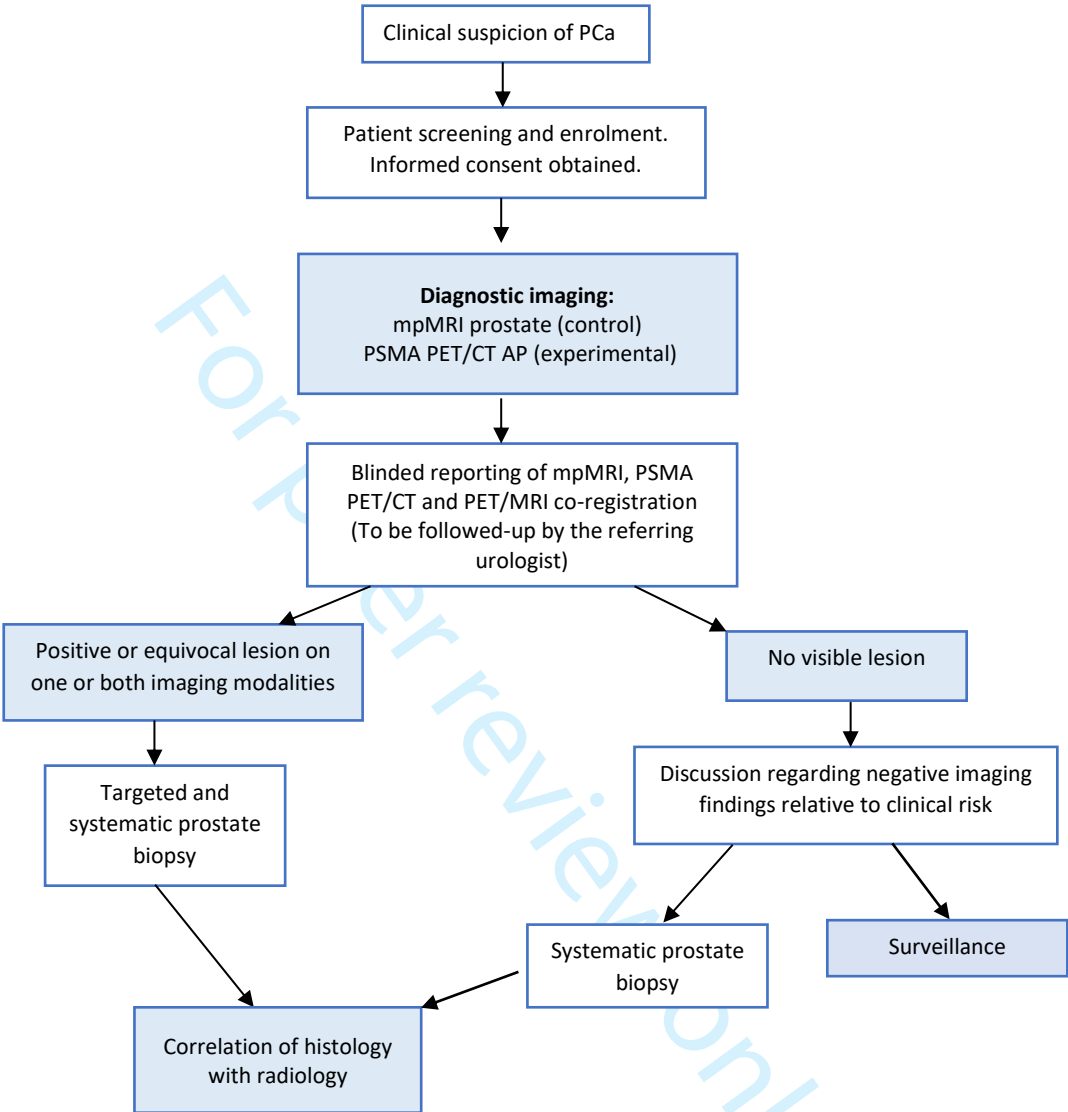 Clinical suspicion of PCa
Patient screening and enrolment.
Informed consent obtained.
Diagnostic imaging:
mpMRI prostate (control)
PSMA PET/CT AP (experimental)
Blinded reporting of mpMRI, PSMA
PET/CT and PET/MRI co-registration
(To be followed-up by the referring
urologist)
Positive or equivocal lesion on
one or both imaging modalities
No visible lesion
Targeted and
systematic prostate
biopsy
Discussion regarding negative imaging
findings relative to clinical risk
Systematic prostate
biopsy
Surveillance
Correlation of histology
with radiology
For peer review onl